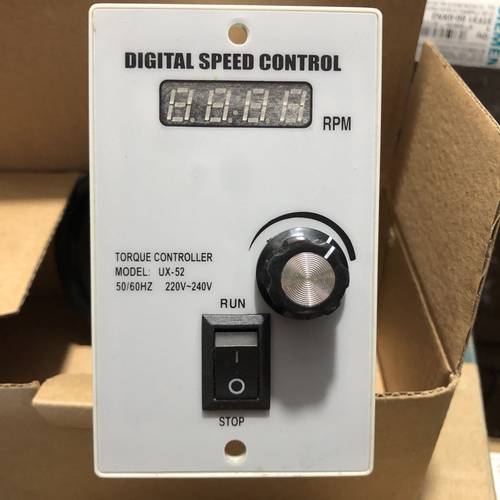 DIGITAL SPEED CONTROL
RPM
TORQUE CONTROLLER
MODEL: UX-52
50/60HZ 220V~240V
RUN
STOP